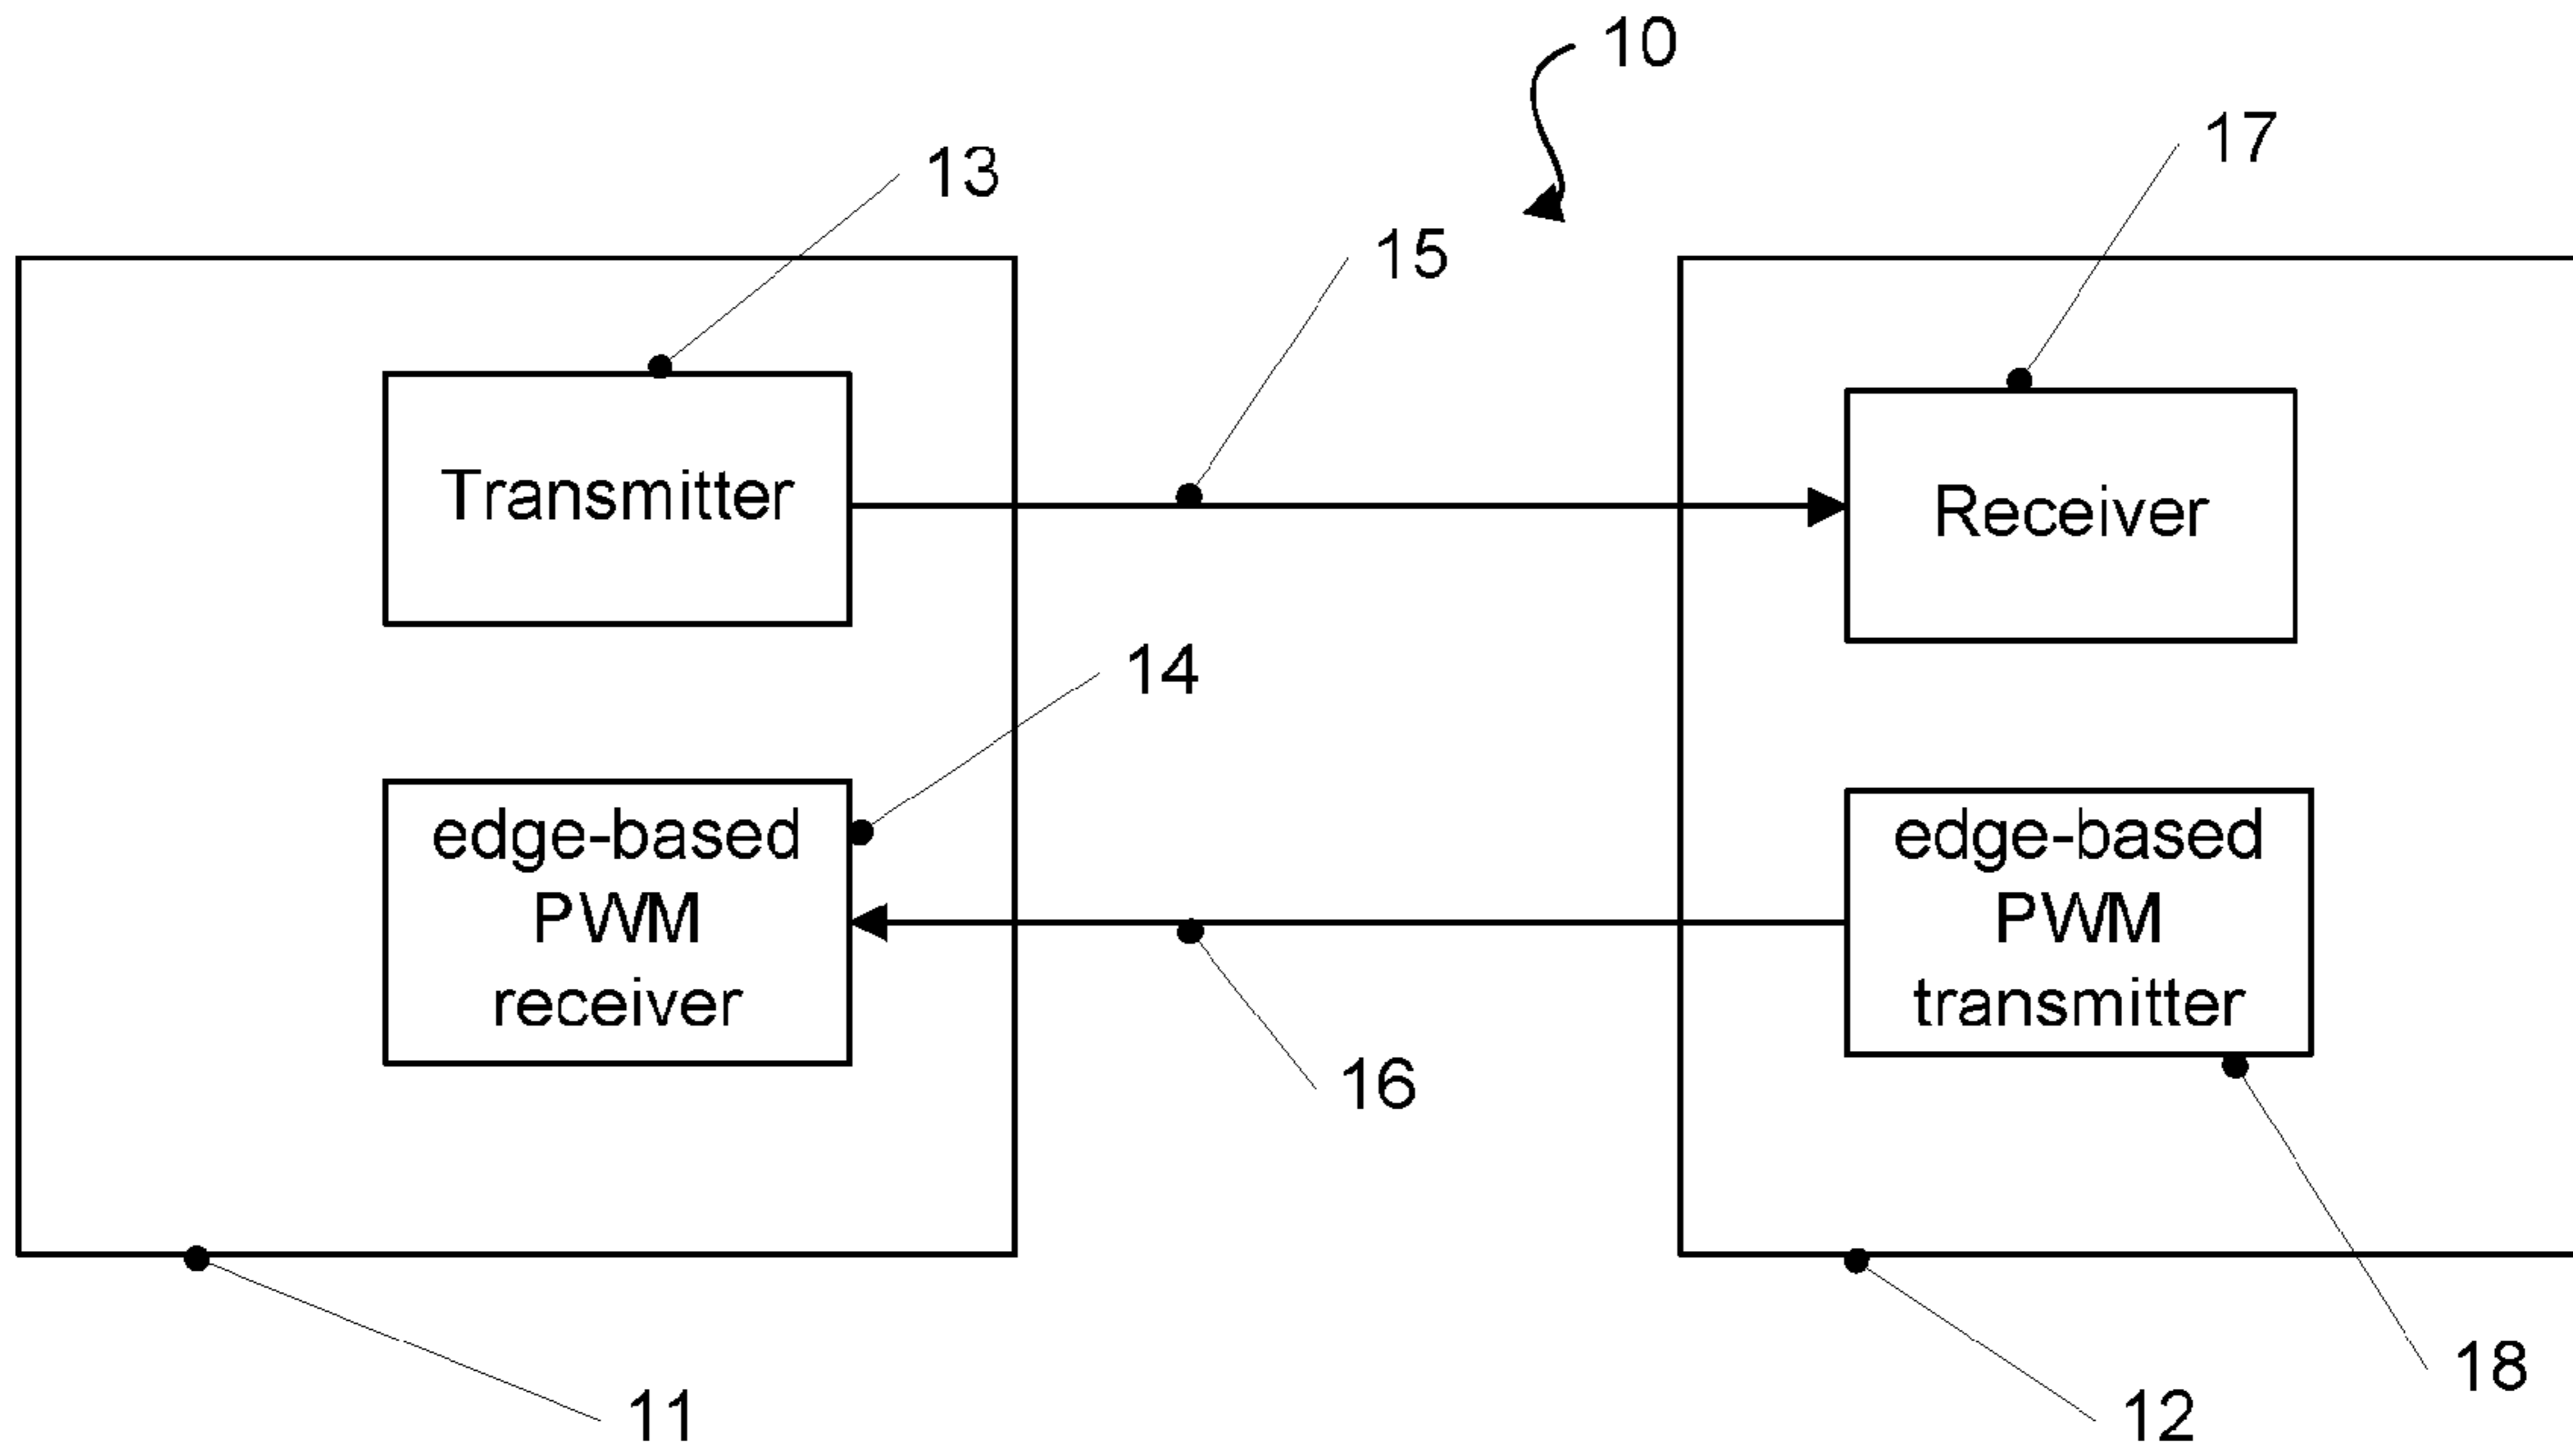 10
17
13
15
Transmitter
Receiver
14
edge-based
PWM
receiver
edge-based
PWM
transmitter
16
18
11
12